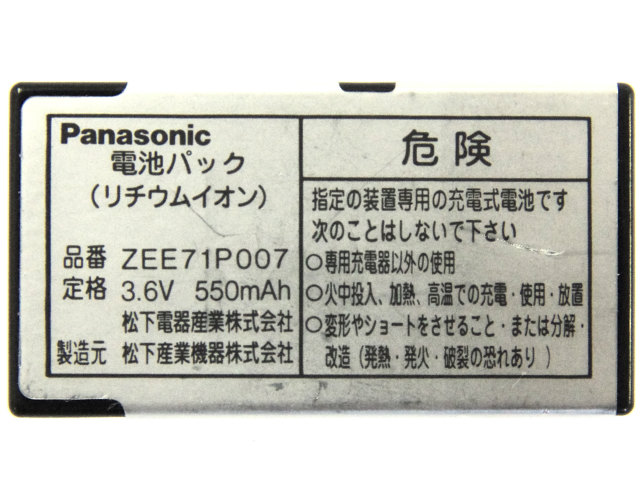 Panasonic
電池パック
(リチウムイオン)
品番 ZEE71P007
定格 3.6V 550mAh
松下電器産業株式会社
製造元 松下産業機器株式会社
危険
指定の装置専用の充電式電池です
次のことはしないで下さい
○専用充電器以外の使用
○火中投入、加熱、高温での充電・使用・放置
○変形やショートをさせること・または分解・
改造(発熱・発火・破裂の恐れあり)